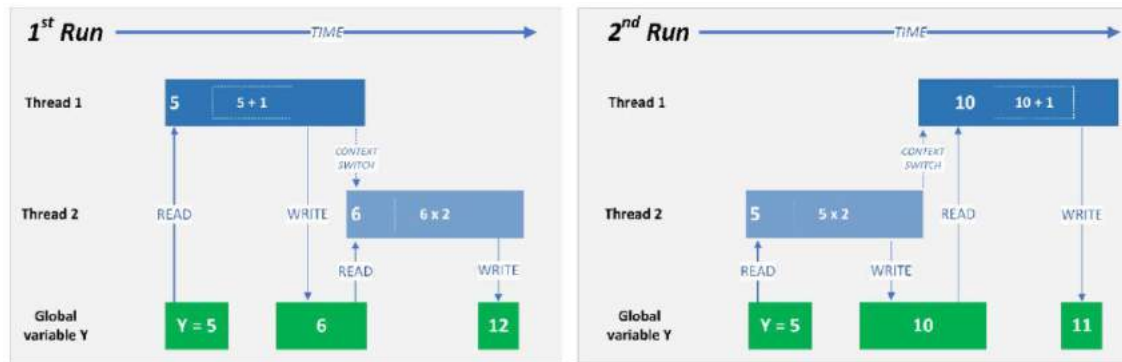 1st Run
TIME
Thread 1
5
5 + 1
CONTEXT
SWITCH
Thread 2
READ
WRITE
6
6 x 2
READ
WRITE
Global
variable Y
Y = 5
6
12
2nd Run
TIME
Thread 1
10
10 + 1
CONTEXT
SWITCH
Thread 2
5
5 x 2
READ
WRITE
READ
WRITE
Global
variable Y
Y = 5
10
11